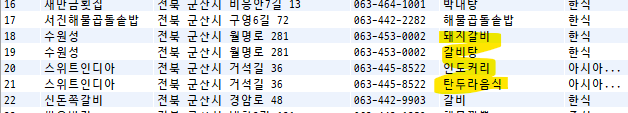 16 새만금횟집 전북 군산시 비응안7길 13 063-464-1001 박대탕 한식
17 서진해물곱돌솥밥 전북 군산시 구영6길 72 063-442-2282 해물곱돌솥밥 한식
18 수원성 전북 군산시 월명로 281 063-453-0002 돼지갈비 한식
19 수원성 전북 군산시 월명로 281 063-453-0002 갈비탕 한식
20 스위트인디아 전북 군산시 거석길 36 063-445-8522 인도커리 아시아...
21 스위트인디아 전북 군산시 거석길 36 063-445-8522 탄두라음식 아시아...
22 신돈쪽갈비 전북 군산시 경암로 48 063-442-9903 갈비 한식